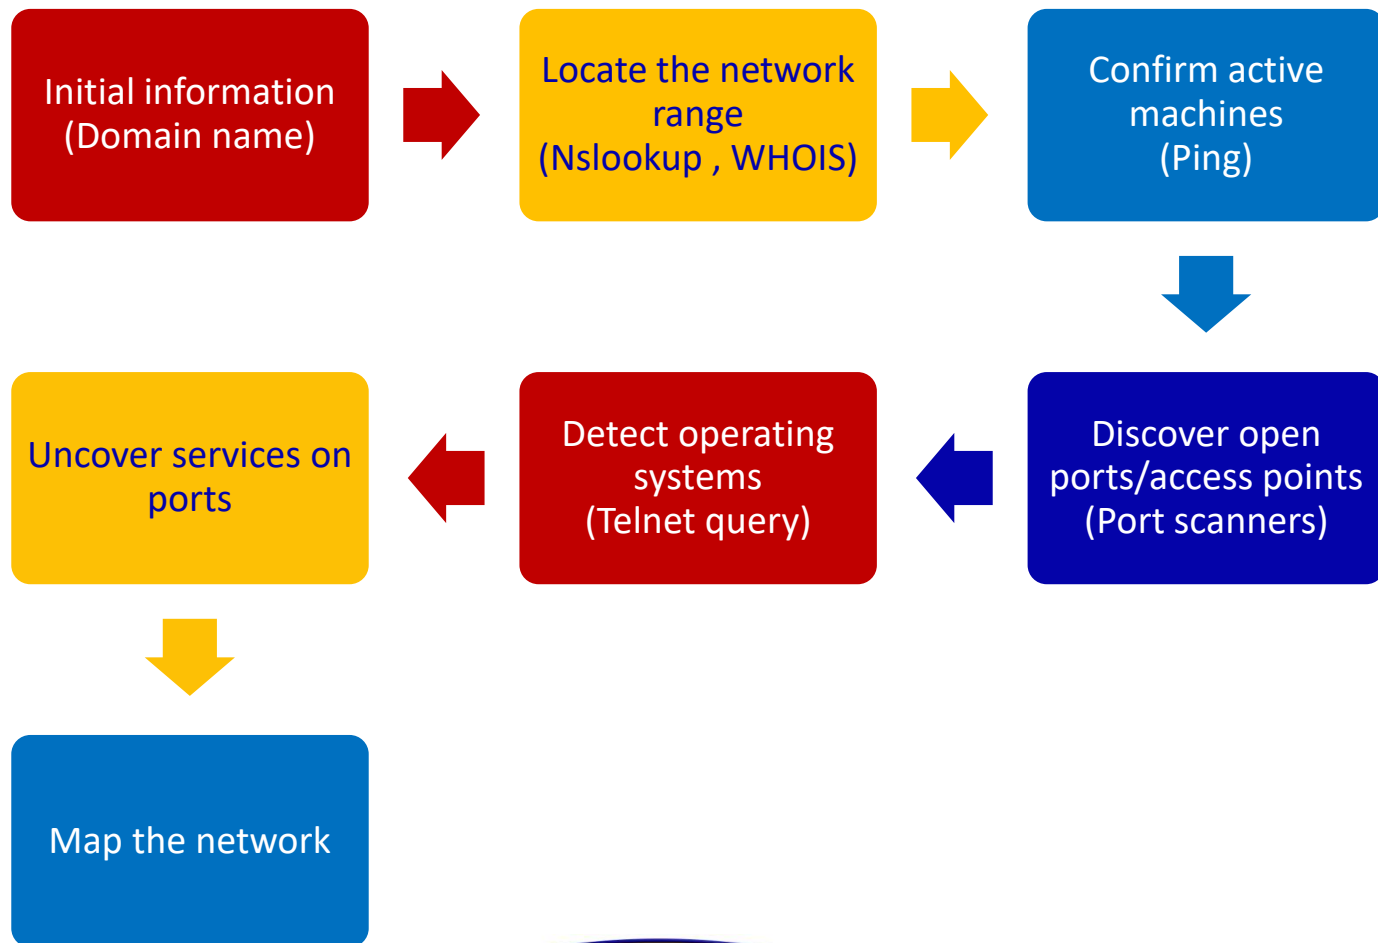 Initial information
(Domain name)
Locate the network
range
(Nslookup , WHOIS)
Confirm active
machines
(Ping)
Discover open
ports/access points
(Port scanners)
Detect operating
systems
(Telnet query)
Uncover services on
ports
Map the network